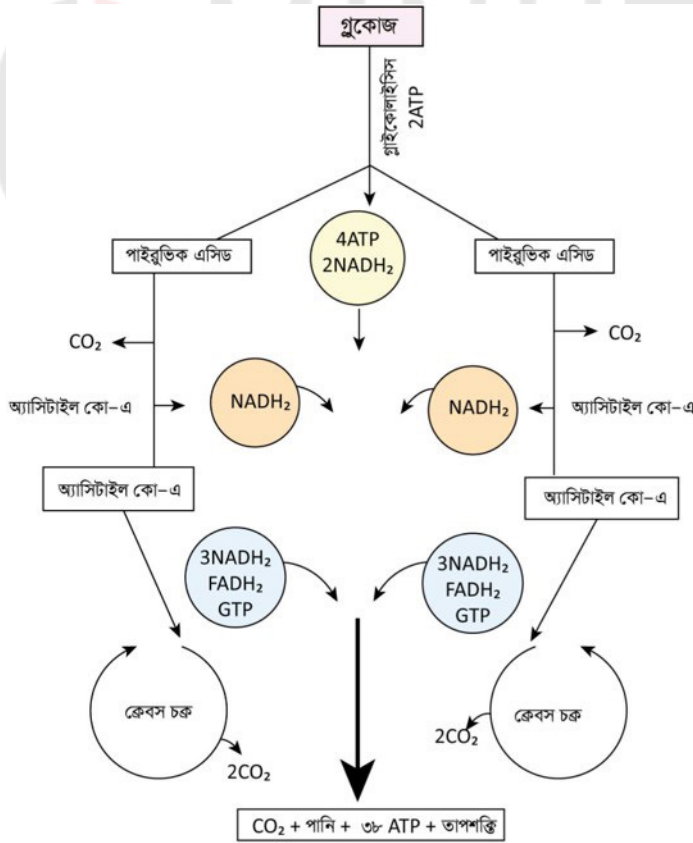 গ্লুকোজ
গ্লাইকোলাইসিস
2ATP
4ATP
2NADH₂
পাইরুভিক এসিড
পাইরুভিক এসিড
CO₂
CO₂
NADH₂
NADH₂
অ্যাসিটাইল কো–এ
অ্যাসিটাইল কো–এ
অ্যাসিটাইল কো–এ
অ্যাসিটাইল কো–এ
3NADH₂
FADH₂
GTP
3NADH₂
FADH₂
GTP
ক্রেবস চক্র
ক্রেবস চক্র
2CO₂
2CO₂
CO₂ + পানি + ৩৮ ATP + তাপশক্তি